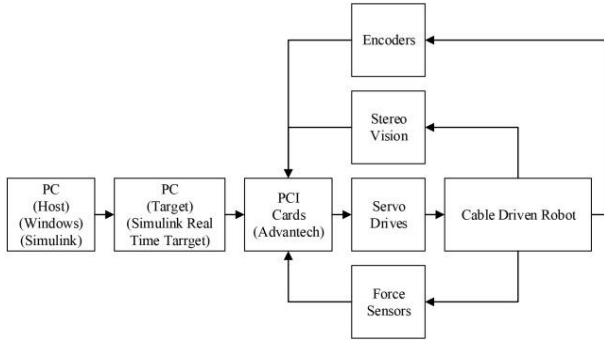 Encoders
Stereo
Vision
PC
(Host)
(Windows)
(Simulink)
PC
(Target)
(Simulink Real
Time Tarrget)
PCI
Cards
(Advantech)
Servo
Drives
Cable Driven Robot
Force
Sensors